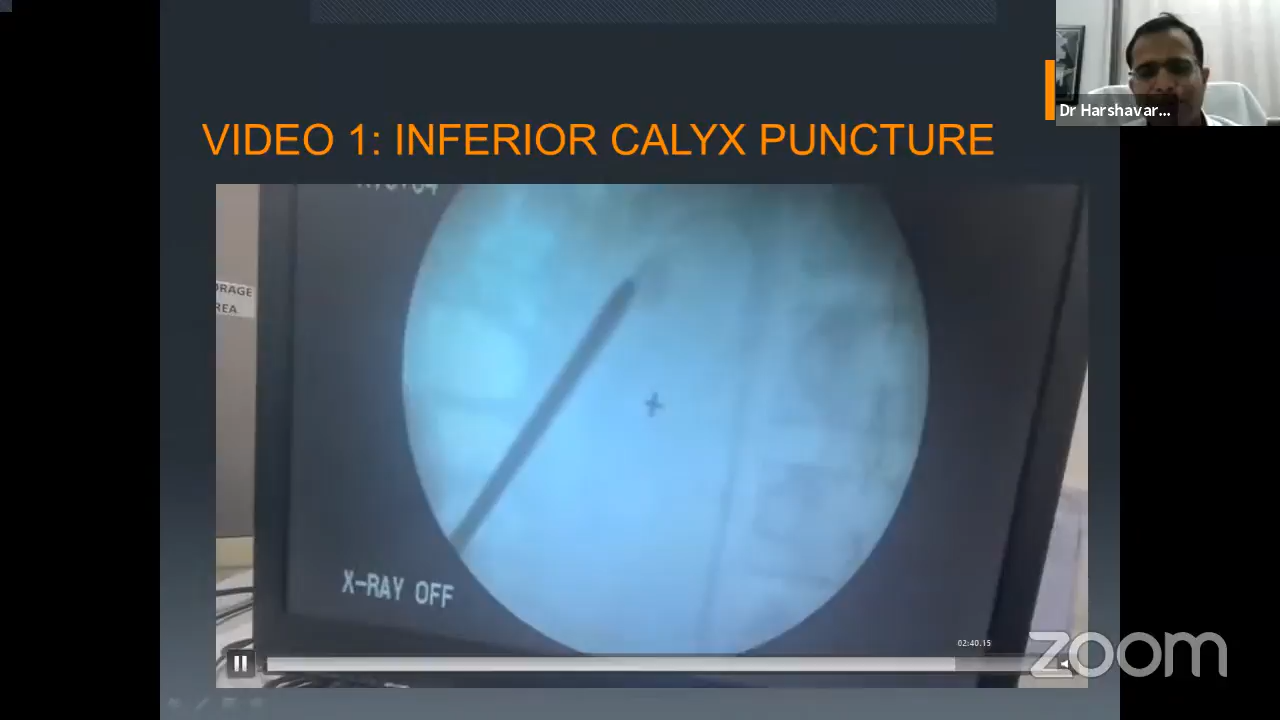 Dr Harshavar...
VIDEO 1: INFERIOR CALYX PUNCTURE
X-RAY OFF
02:40.15
zoom